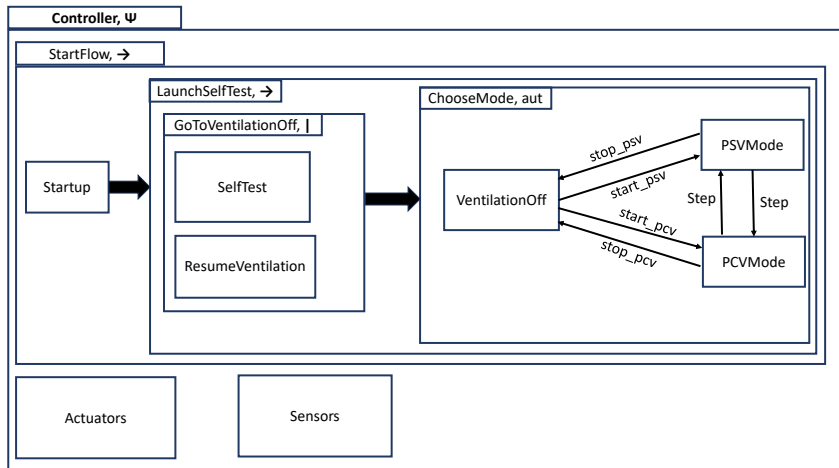 Controller, Ψ
StartFlow, →
LaunchSelfTest, →
ChooseMode, aut
GoToVentilationOff, |
Startup
SelfTest
ResumeVentilation
VentilationOff
stop_psv
start_psv
start_pcv
stop_pcv
PSVMode
Step
Step
PCVMode
Actuators
Sensors